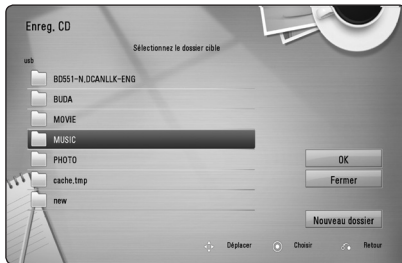 Enreg. CD
Sélectionnez le dossier cible
usb
BD551-N,DCANLLK-ENG
BUDA
MOVIE
MUSIC
PHOTO
cache.tmp
new
OK
Fermer
Nouveau dossier
Déplacer
Choisir
Retour